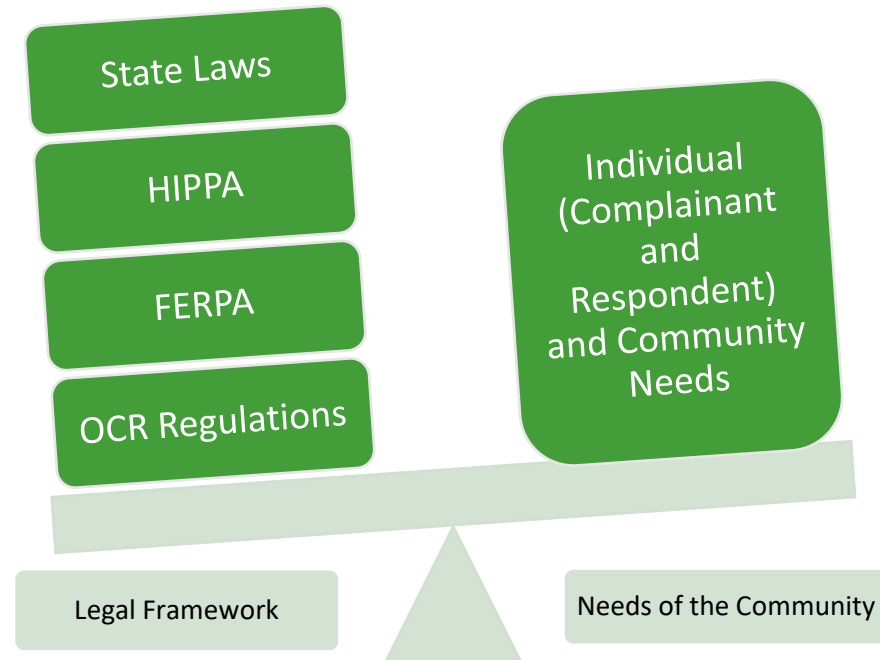 State Laws
HIPPA
FERPA
OCR Regulations
Individual
(Complainant
and
Respondent)
and Community
Needs
Legal Framework
Needs of the Community